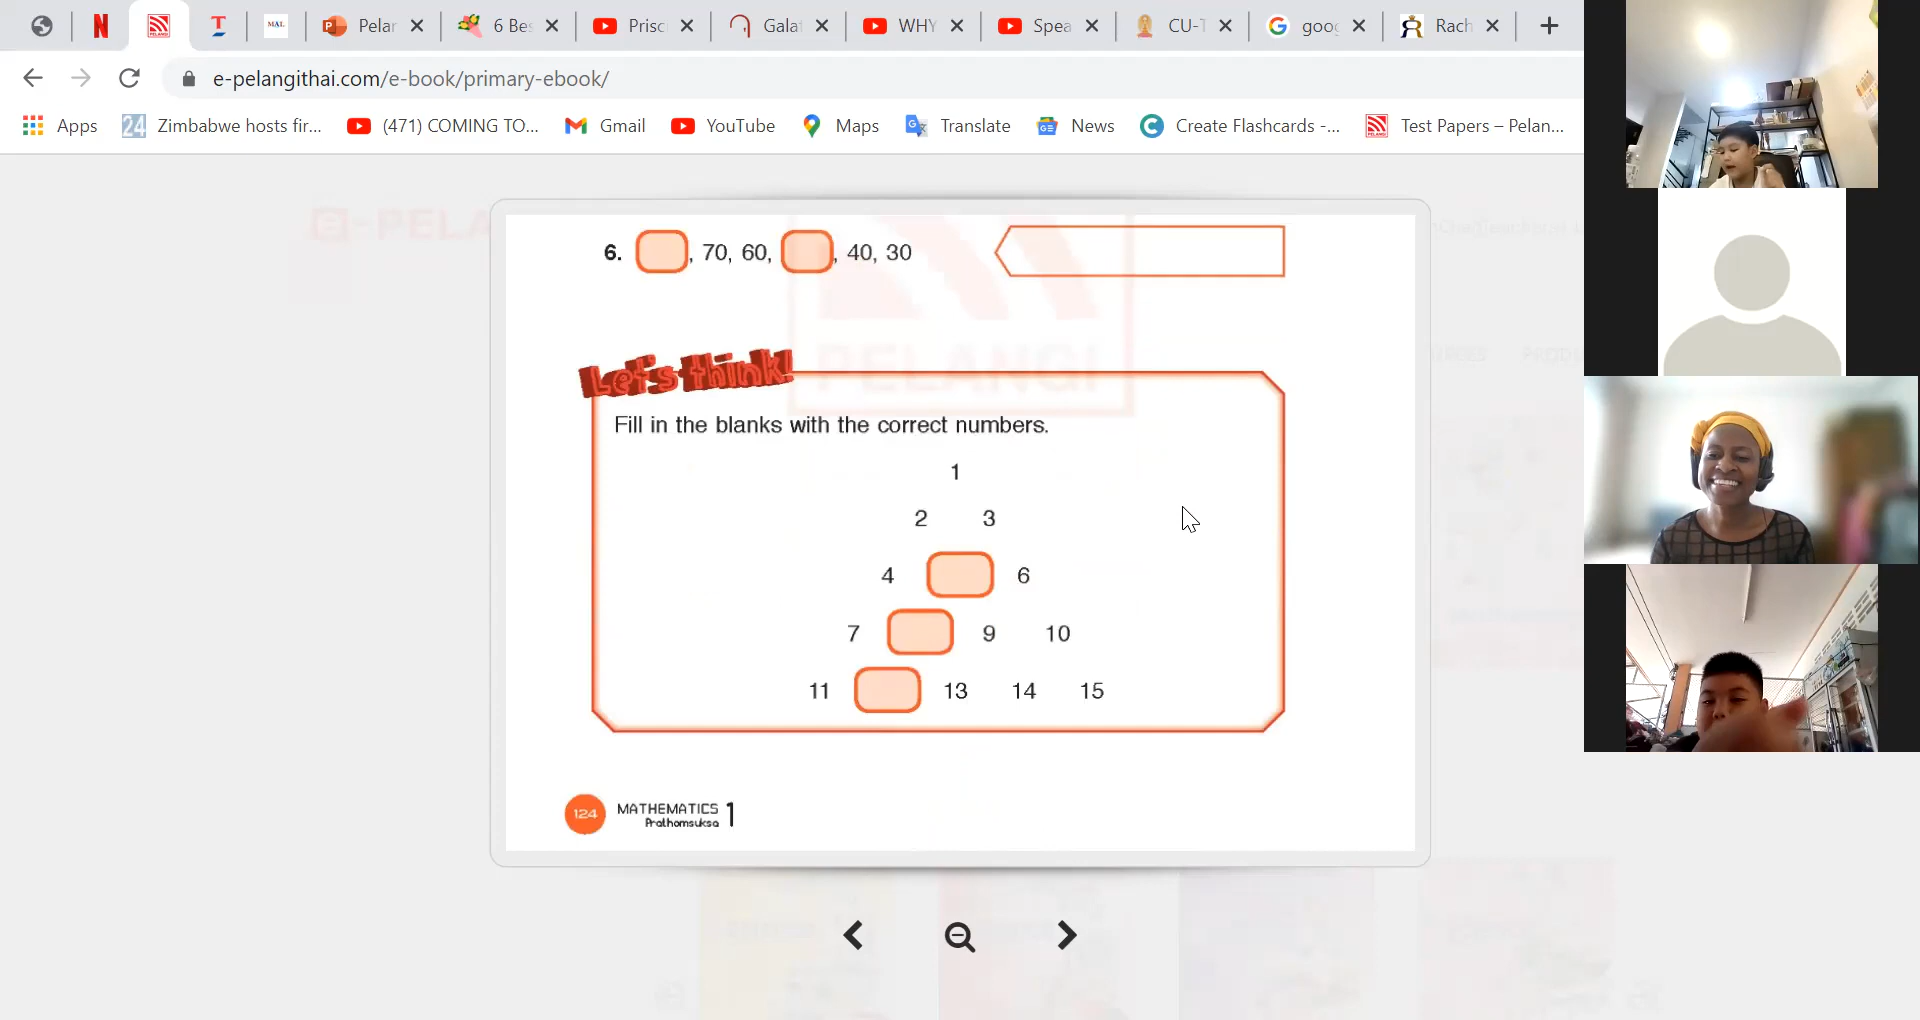 Pelar
6 Bes
Prisc
Gala
WHY
Spea
CU-T
goog
Rach
e-pelangithai.com/e-book/primary-ebook/
Apps
24
Zimbabwe hosts fir...
(471) COMING TO...
Gmail
YouTube
Maps
Translate
News
Create Flashcards -...
Test Papers – Pelan...
6. , 70, 60, , 40, 30
PELANGI
Let's think!
Fill in the blanks with the correct numbers.
1
2 3
4 6
7 9 10
11 13 14 15
124 MATHEMATICS 1
Prathomsuksa